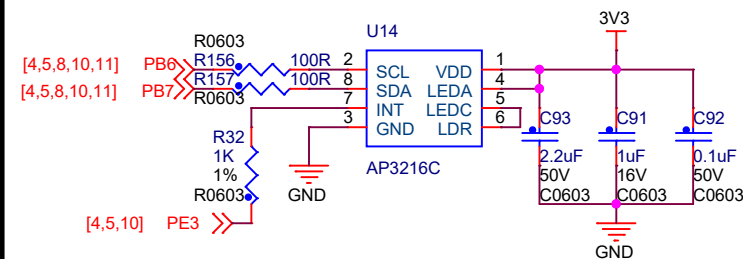 U14
3V3
R0603
[4,5,8,10,11] PB6 R156 100R 2 SCL VDD 1
[4,5,8,10,11] PB7 R157 100R 8 SDA LEDA 4
R0603 7 INT LEDC 5
3 GND LDR 6
R32 C93 C91 C92
1K 2.2uF 1uF 0.1uF
1% AP3216C 50V 16V 50V
R0603 GND C0603 C0603 C0603
[4,5,10] PE3
GND